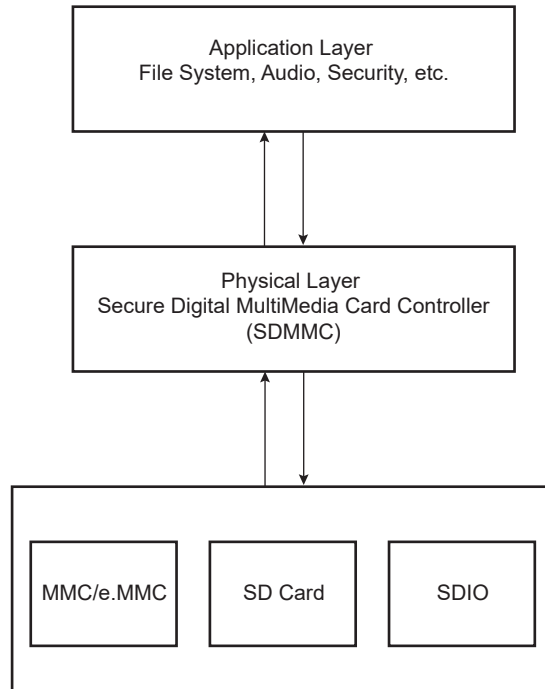 Application Layer
File System, Audio, Security, etc.
Physical Layer
Secure Digital MultiMedia Card Controller
(SDMMC)
MMC/e.MMC
SD Card
SDIO